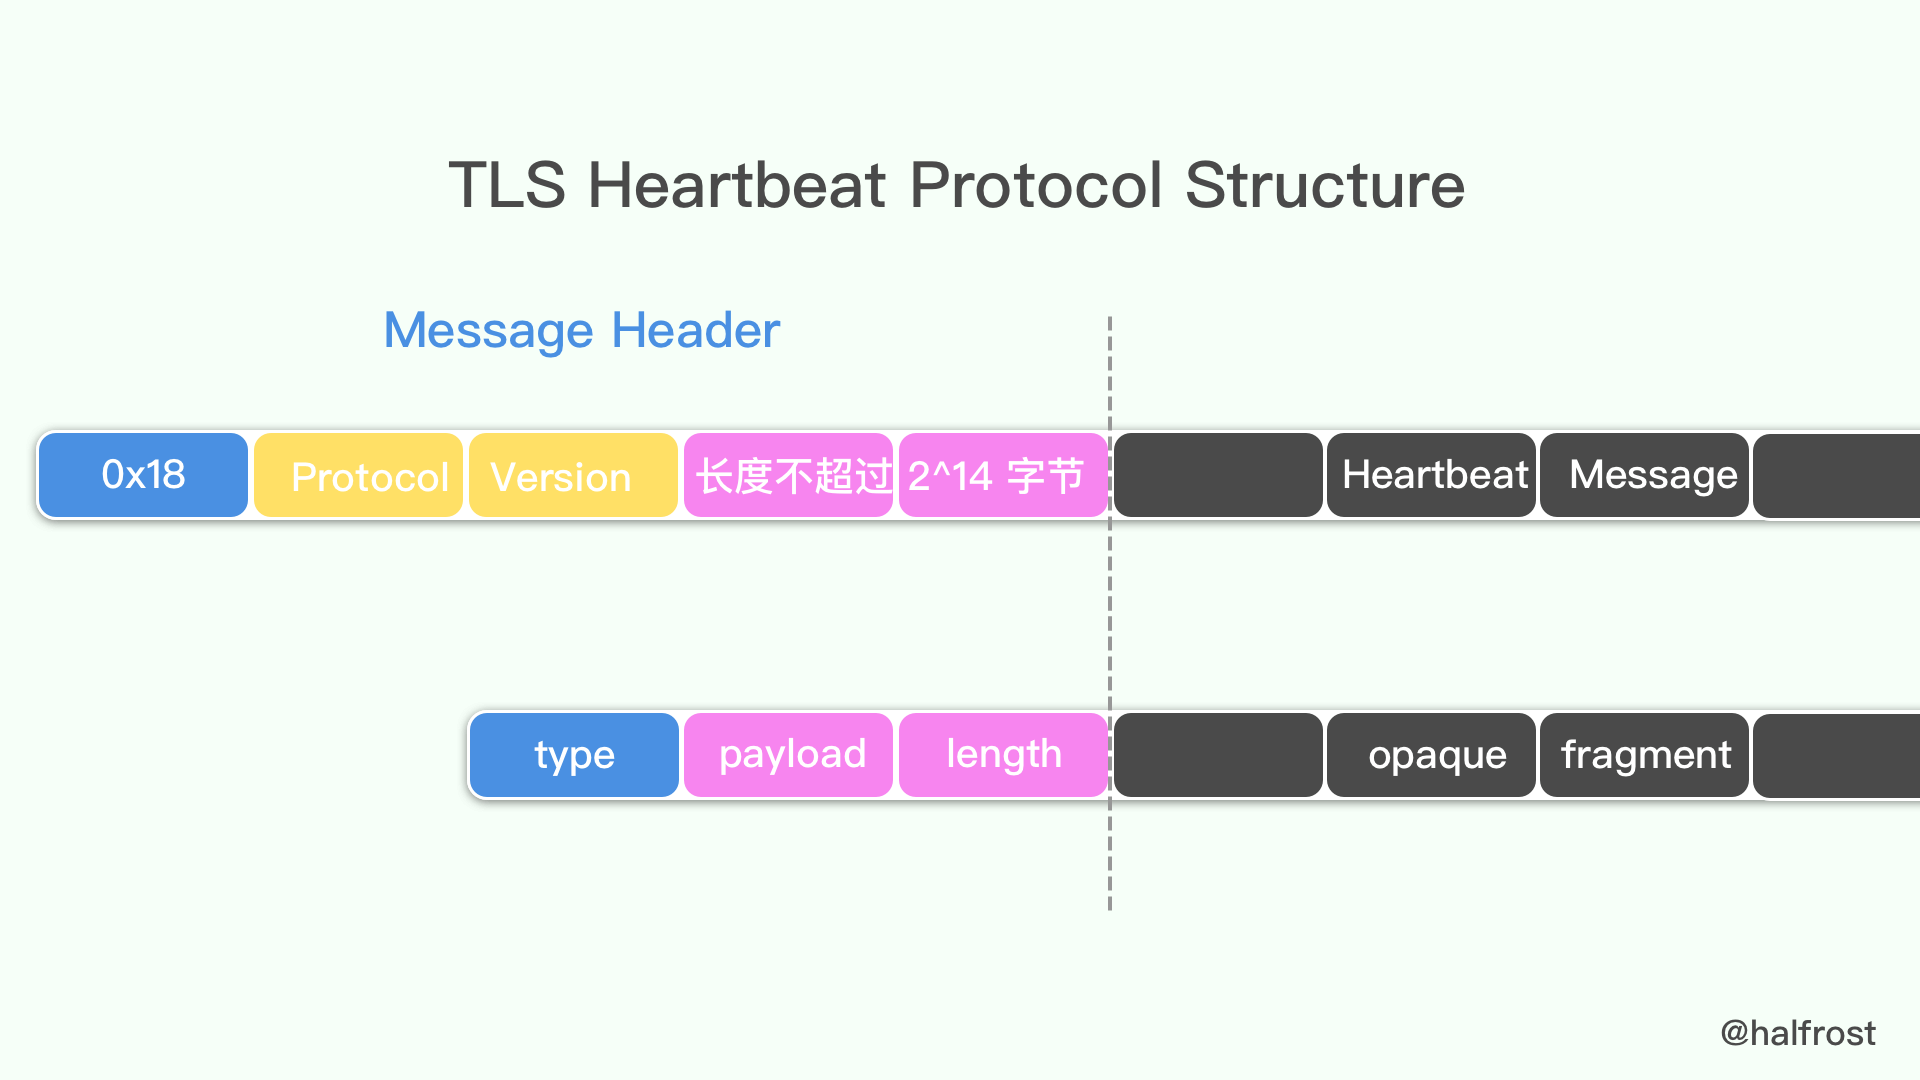 TLS Heartbeat Protocol Structure
Message Header
0x18 Protocol Version 长度不超过 2^14 字节 Heartbeat Message
type payload length opaque fragment
@halfrost